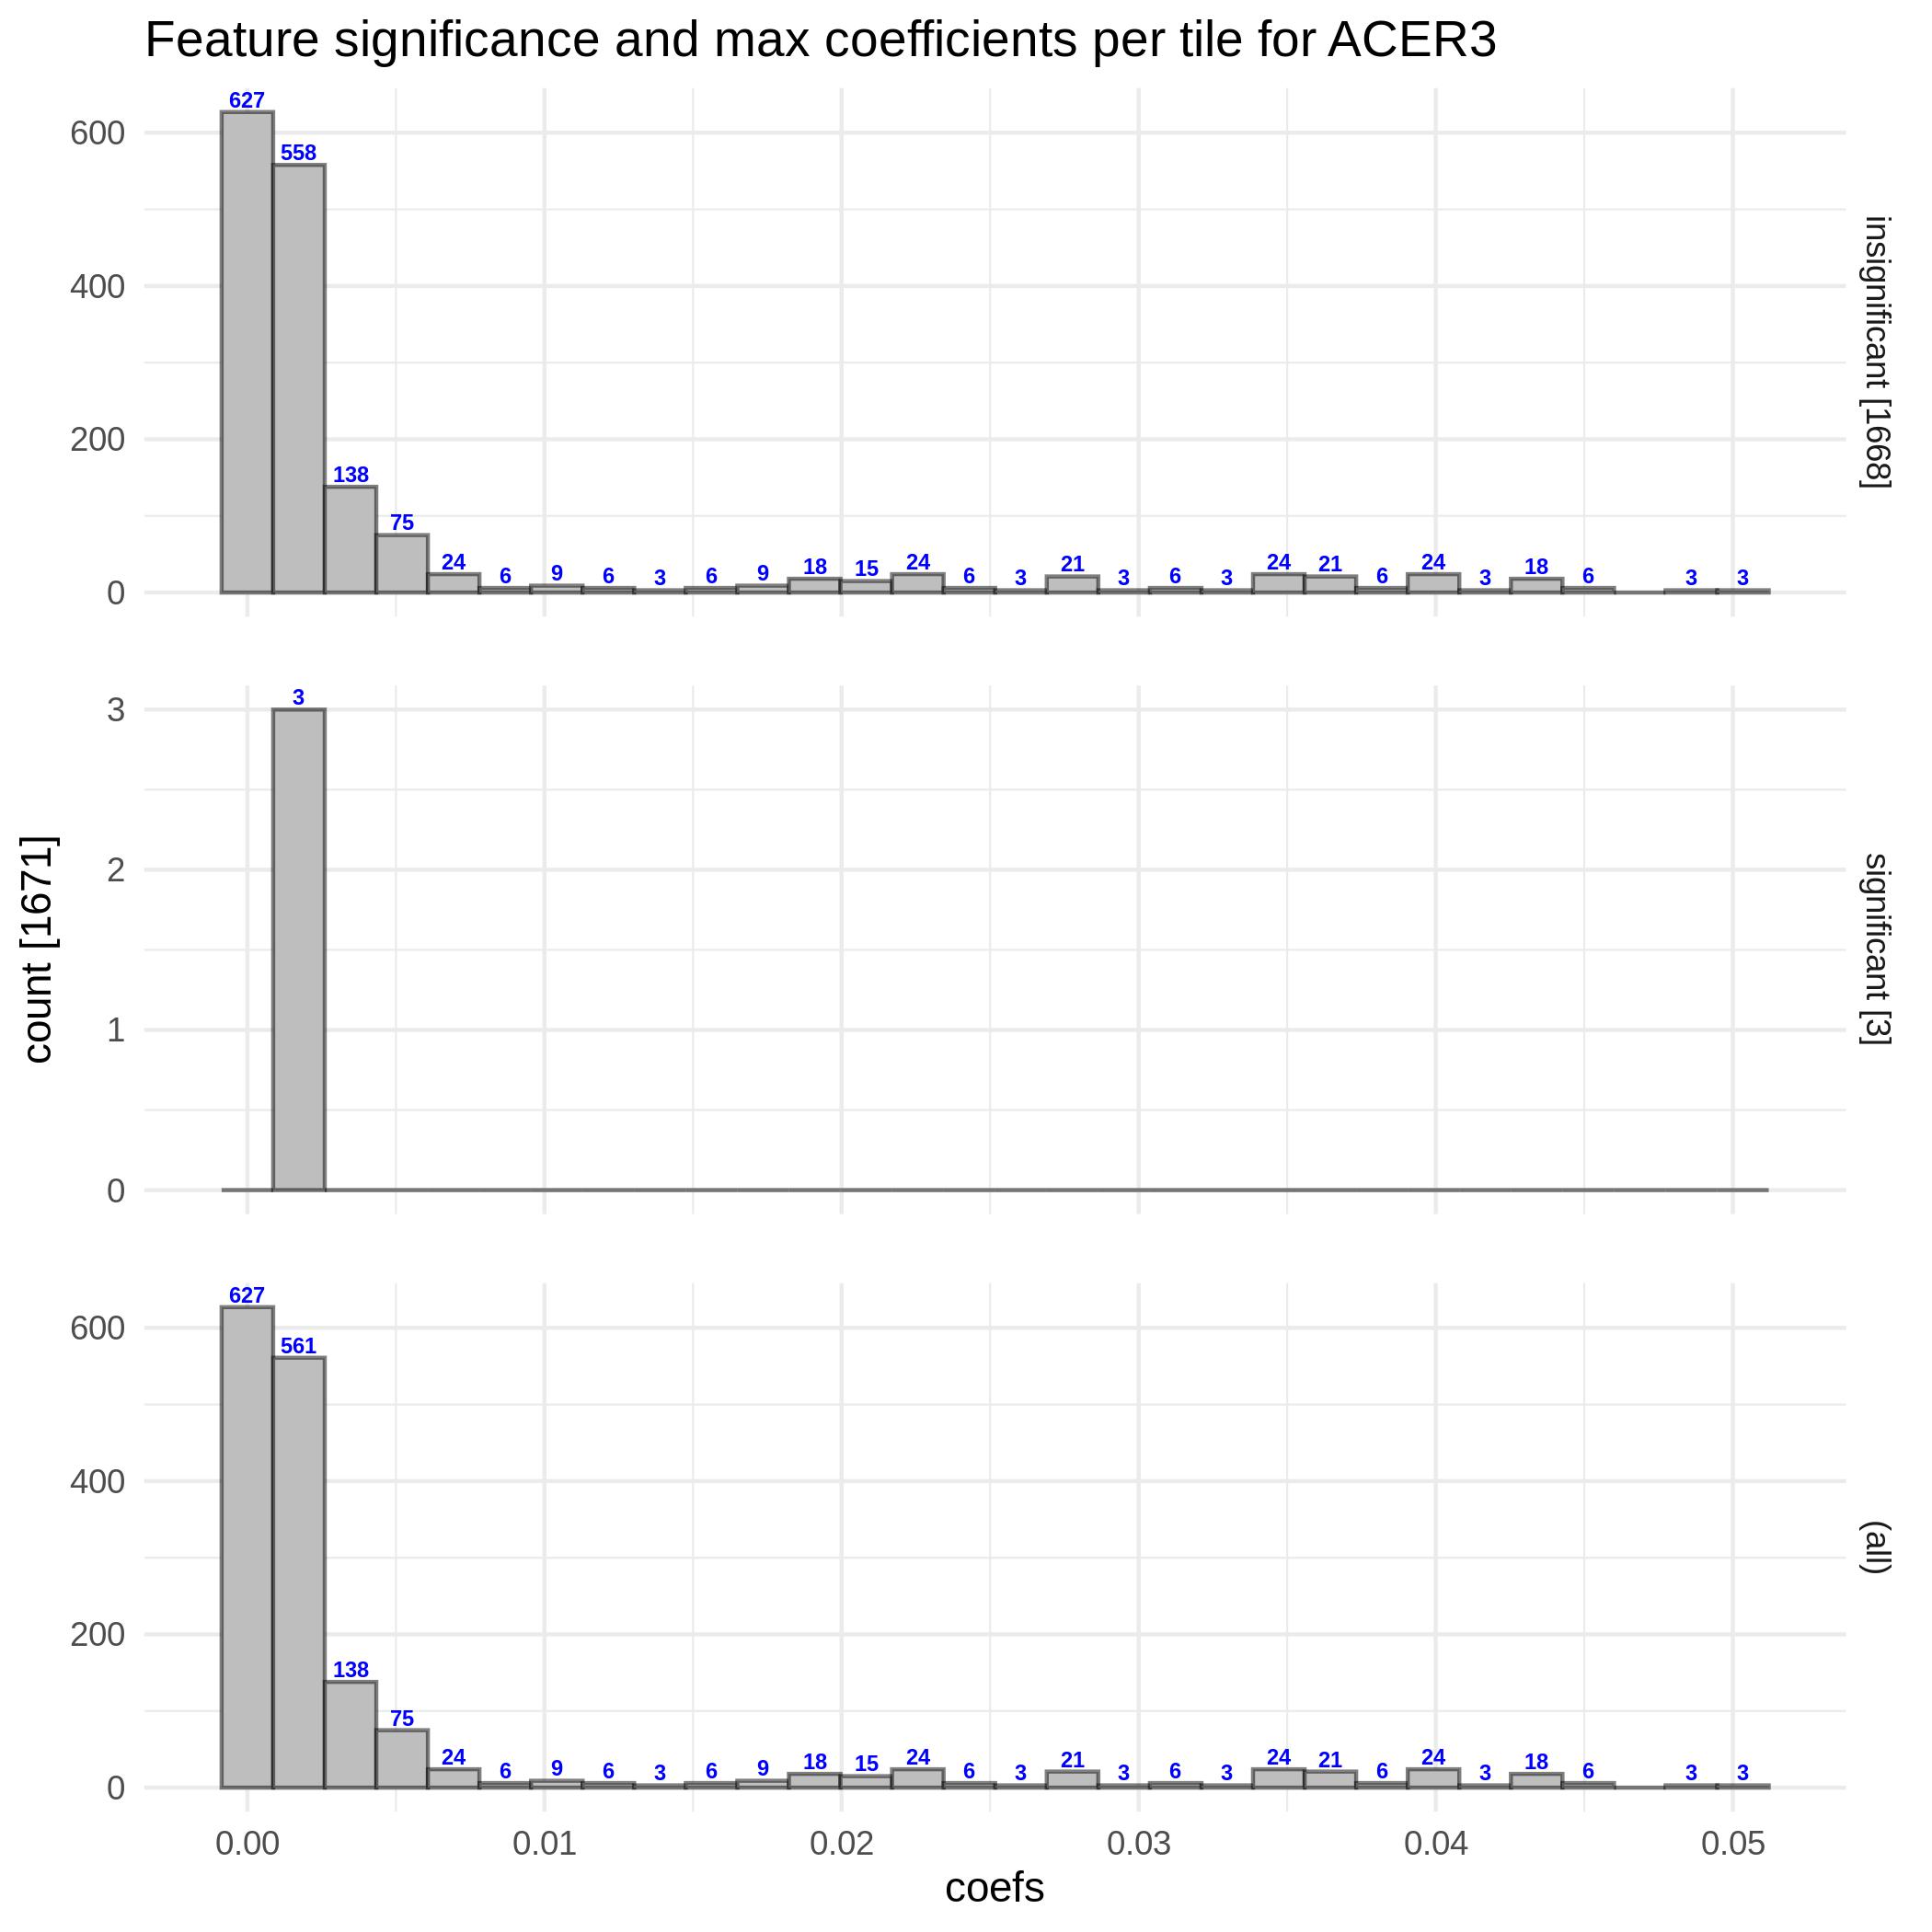 Feature significance and max coefficients per tile for ACER3
627
600
558
400
200
138
75
24 6 9 6 3 6 9 18 15 24 6 3 21 3 6 3 24 21 6 24 3 18 6 3 3
0
insignificant [1668]
3
3
2
1
0
significant [3]
count [1671]
627
600
561
400
200
138
75
24 6 9 6 3 6 9 18 15 24 6 3 21 3 6 3 24 21 6 24 3 18 6 3 3
0
(all)
0.00 0.01 0.02 0.03 0.04 0.05
coefs